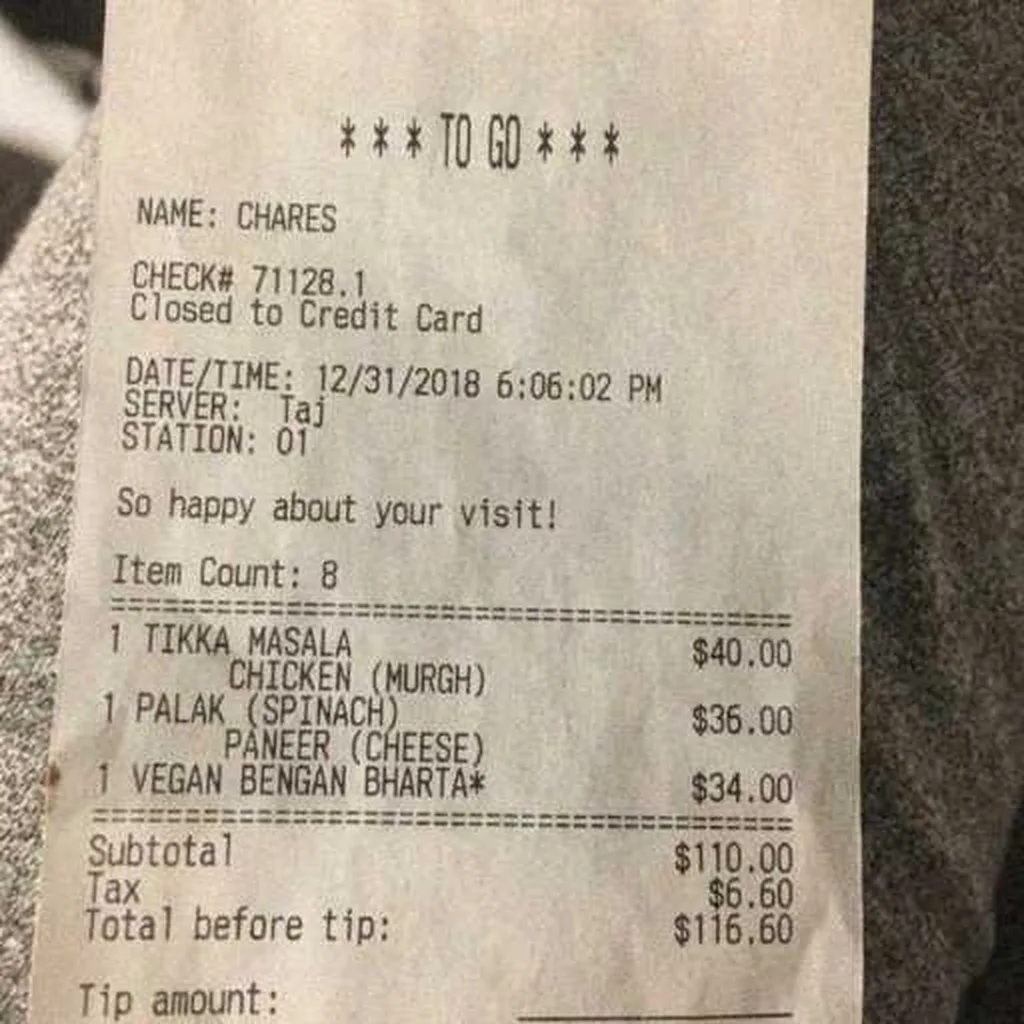 * * * TO GO * * *
NAME: CHARES
CHECK# 71128.1
Closed to Credit Card
DATE/TIME: 12/31/2018 6:06:02 PM
SERVER: Taj
STATION: 01
So happy about your visit!
Item Count: 8
========================================
1 TIKKA MASALA $40.00
CHICKEN (MURGH)
1 PALAK (SPINACH) $36.00
PANEER (CHEESE)
1 VEGAN BENGAN BHARTA* $34.00
========================================
Subtotal $110.00
Tax $6.60
Total before tip: $116.60
Tip amount: